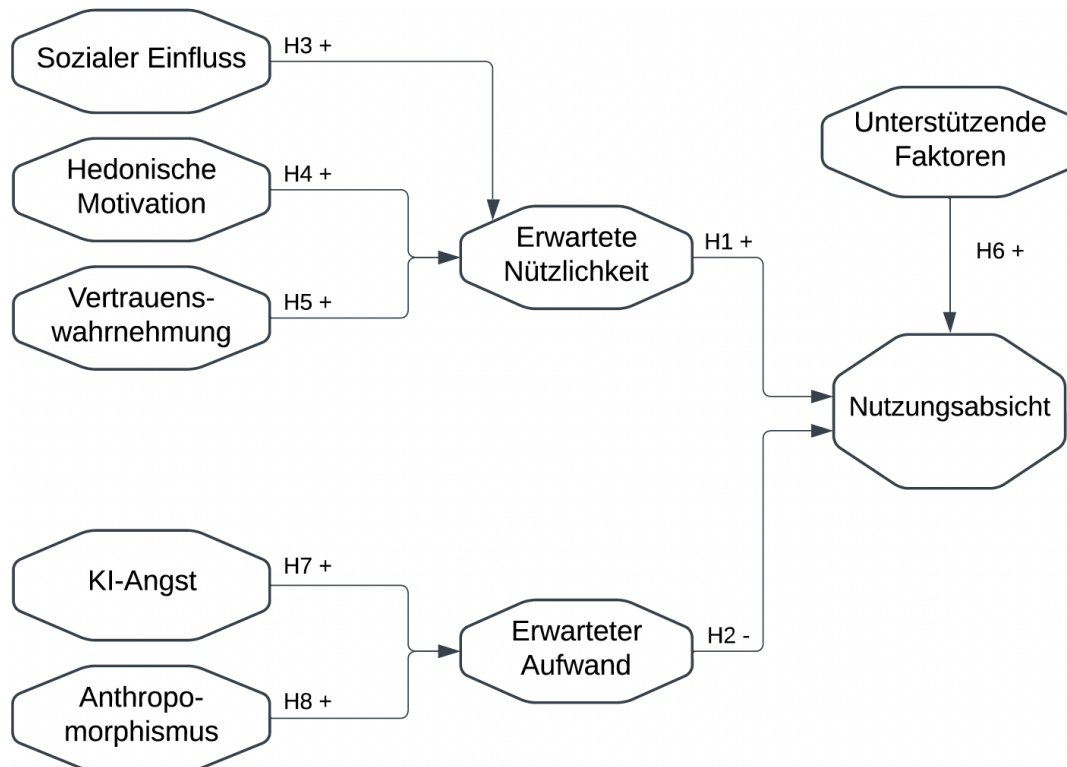 Sozialer Einfluss
H3 +
Hedonische
Motivation
H4 +
Vertrauens-
wahrnehmung
H5 +
Erwartete
Nützlichkeit
H1 +
Unterstützende
Faktoren
H6 +
Nutzungsabsicht
KI-Angst
H7 +
Anthropo-
morphismus
H8 +
Erwarteter
Aufwand
H2 -